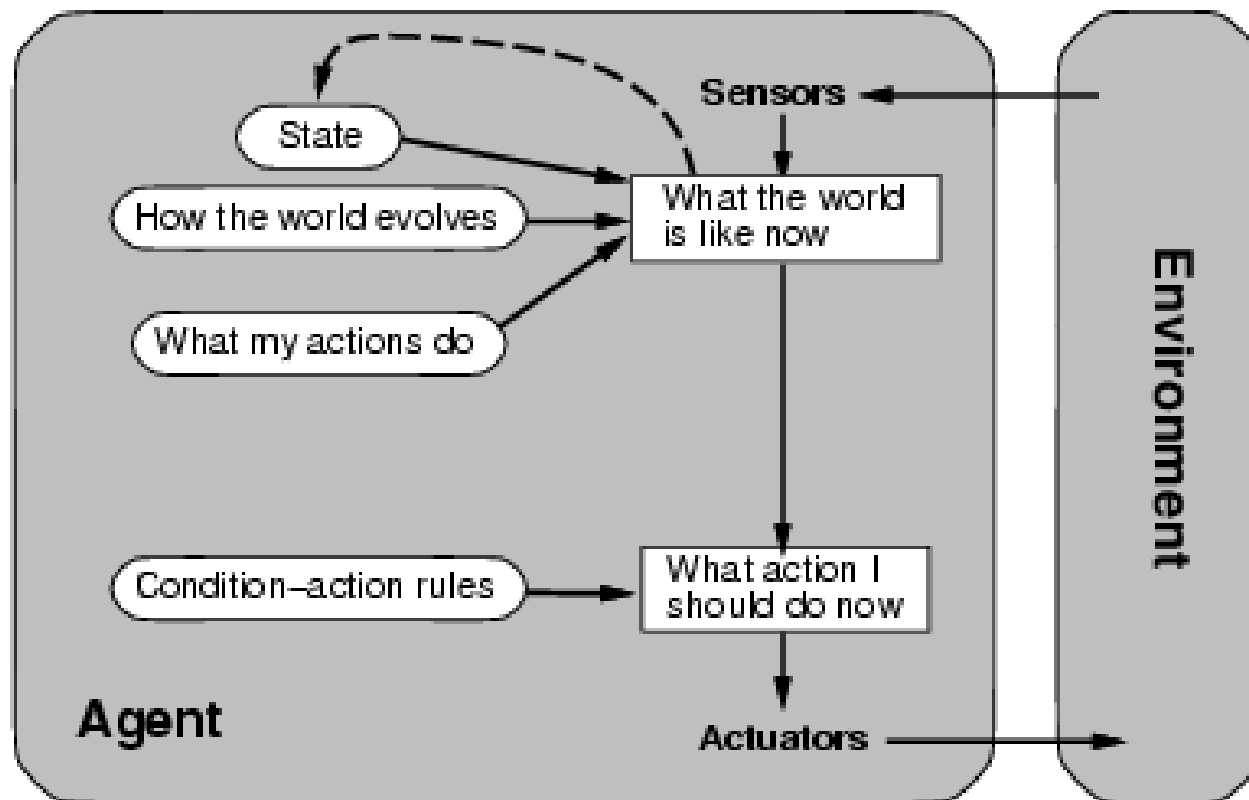 Sensors
State
What the world
is like now
How the world evolves
What my actions do
Environment
Condition–action rules
What action I
should do now
Agent
Actuators